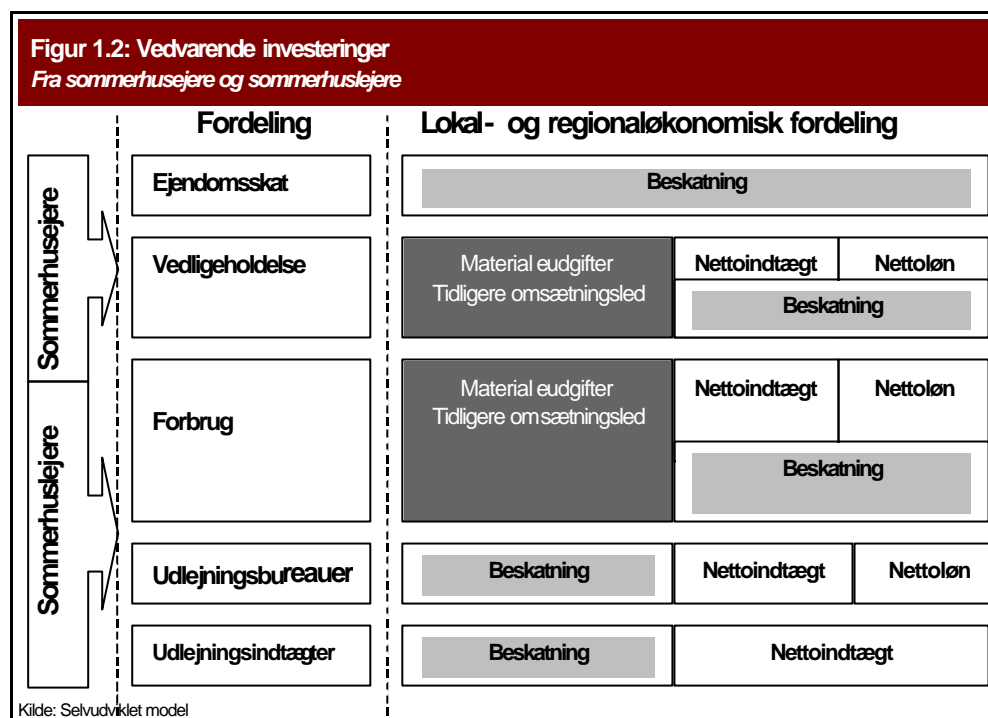 Figur 1.2: Vedvarende investeringer
Fra sommerhusejere og sommerhuslejere
Fordeling
Lokal- og regionaløkonomisk fordeling
Sommerhusejere
Ejendomsskat
Beskatning
Vedligeholdelse
Material eudgifter
Tidligere omsætningsled
Nettoindtægt
Nettoløn
Beskatning
Sommerhuslejere
Forbrug
Material eudgifter
Tidligere omsætningsled
Nettoindtægt
Nettoløn
Beskatning
Udlejningsbureauer
Beskatning
Nettoindtægt
Nettoløn
Udlejningsindtægter
Beskatning
Nettoindtægt
Kilde: Selvudviklet model